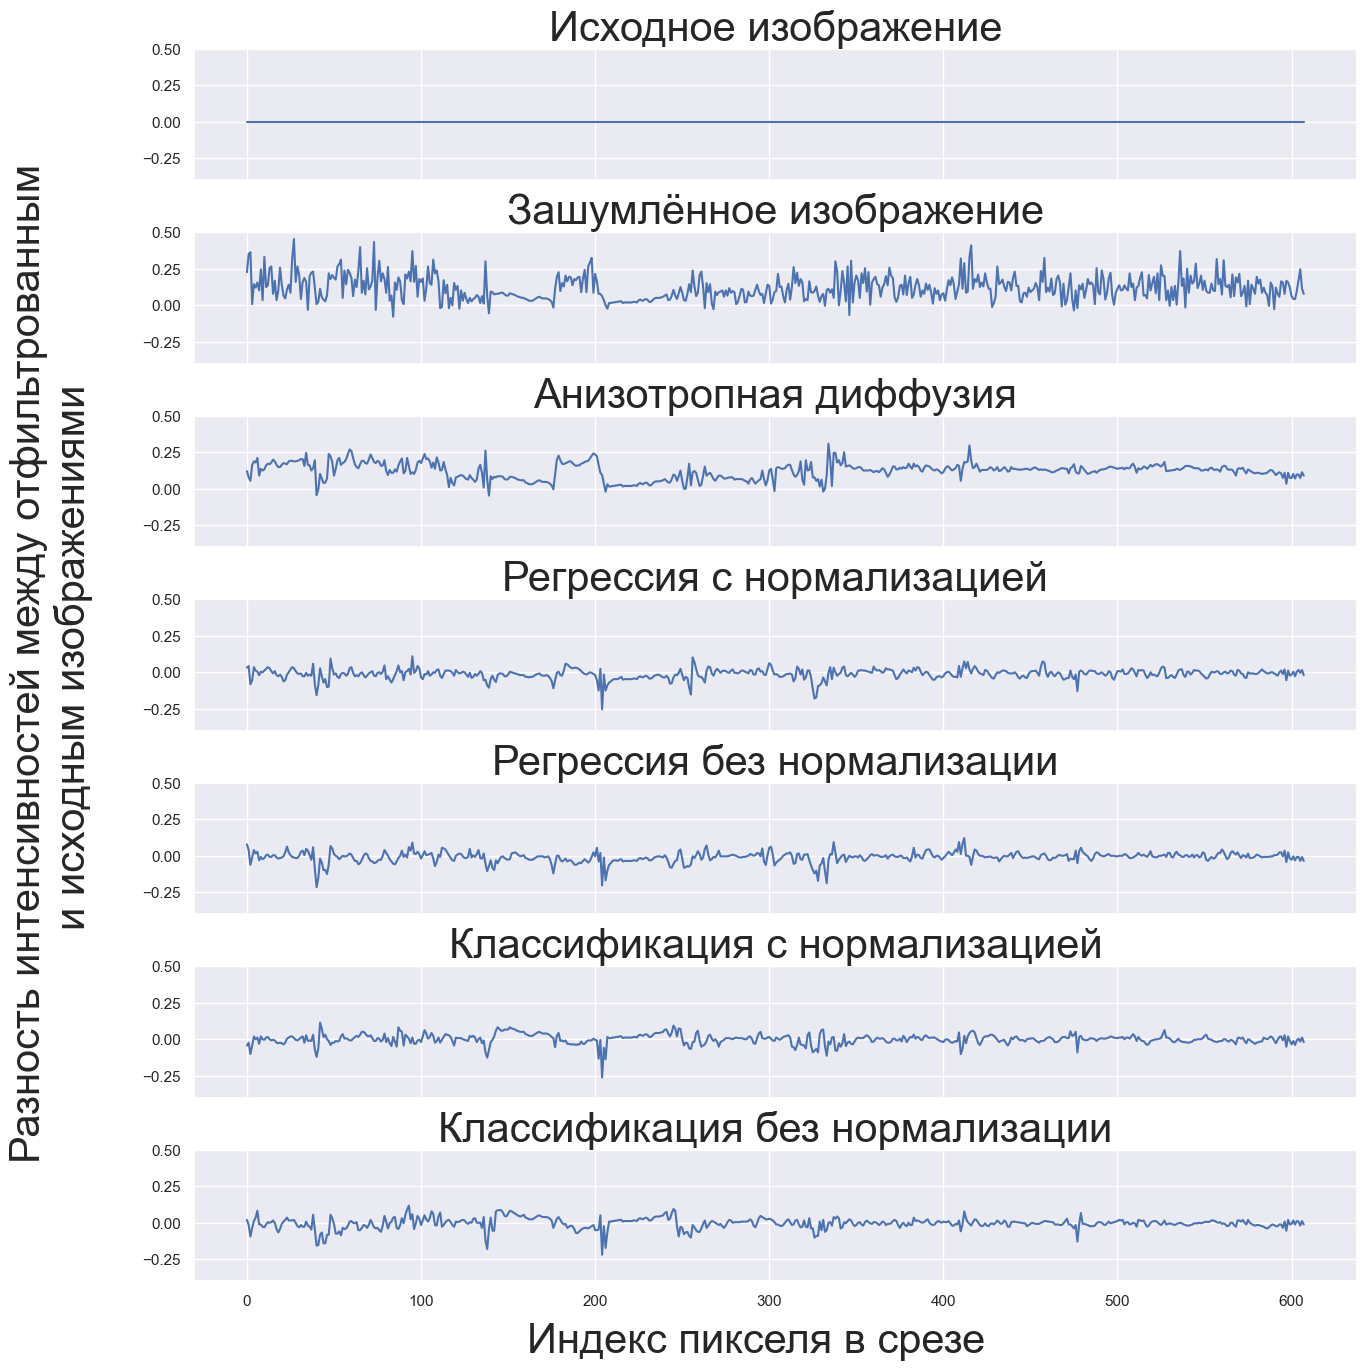 Исходное изображение
0.50
0.25
0.00
−0.25
Зашумлённое изображение
0.50
0.25
0.00
−0.25
Анизотропная диффузия
0.50
0.25
0.00
−0.25
Регрессия с нормализацией
0.50
0.25
0.00
−0.25
Регрессия без нормализации
0.50
0.25
0.00
−0.25
Классификация с нормализацией
0.50
0.25
0.00
−0.25
Классификация без нормализации
0.50
0.25
0.00
−0.25
0 100 200 300 400 500 600
Индекс пикселя в срезе
Разность интенсивностей между отфильтрованным
и исходным изображениями